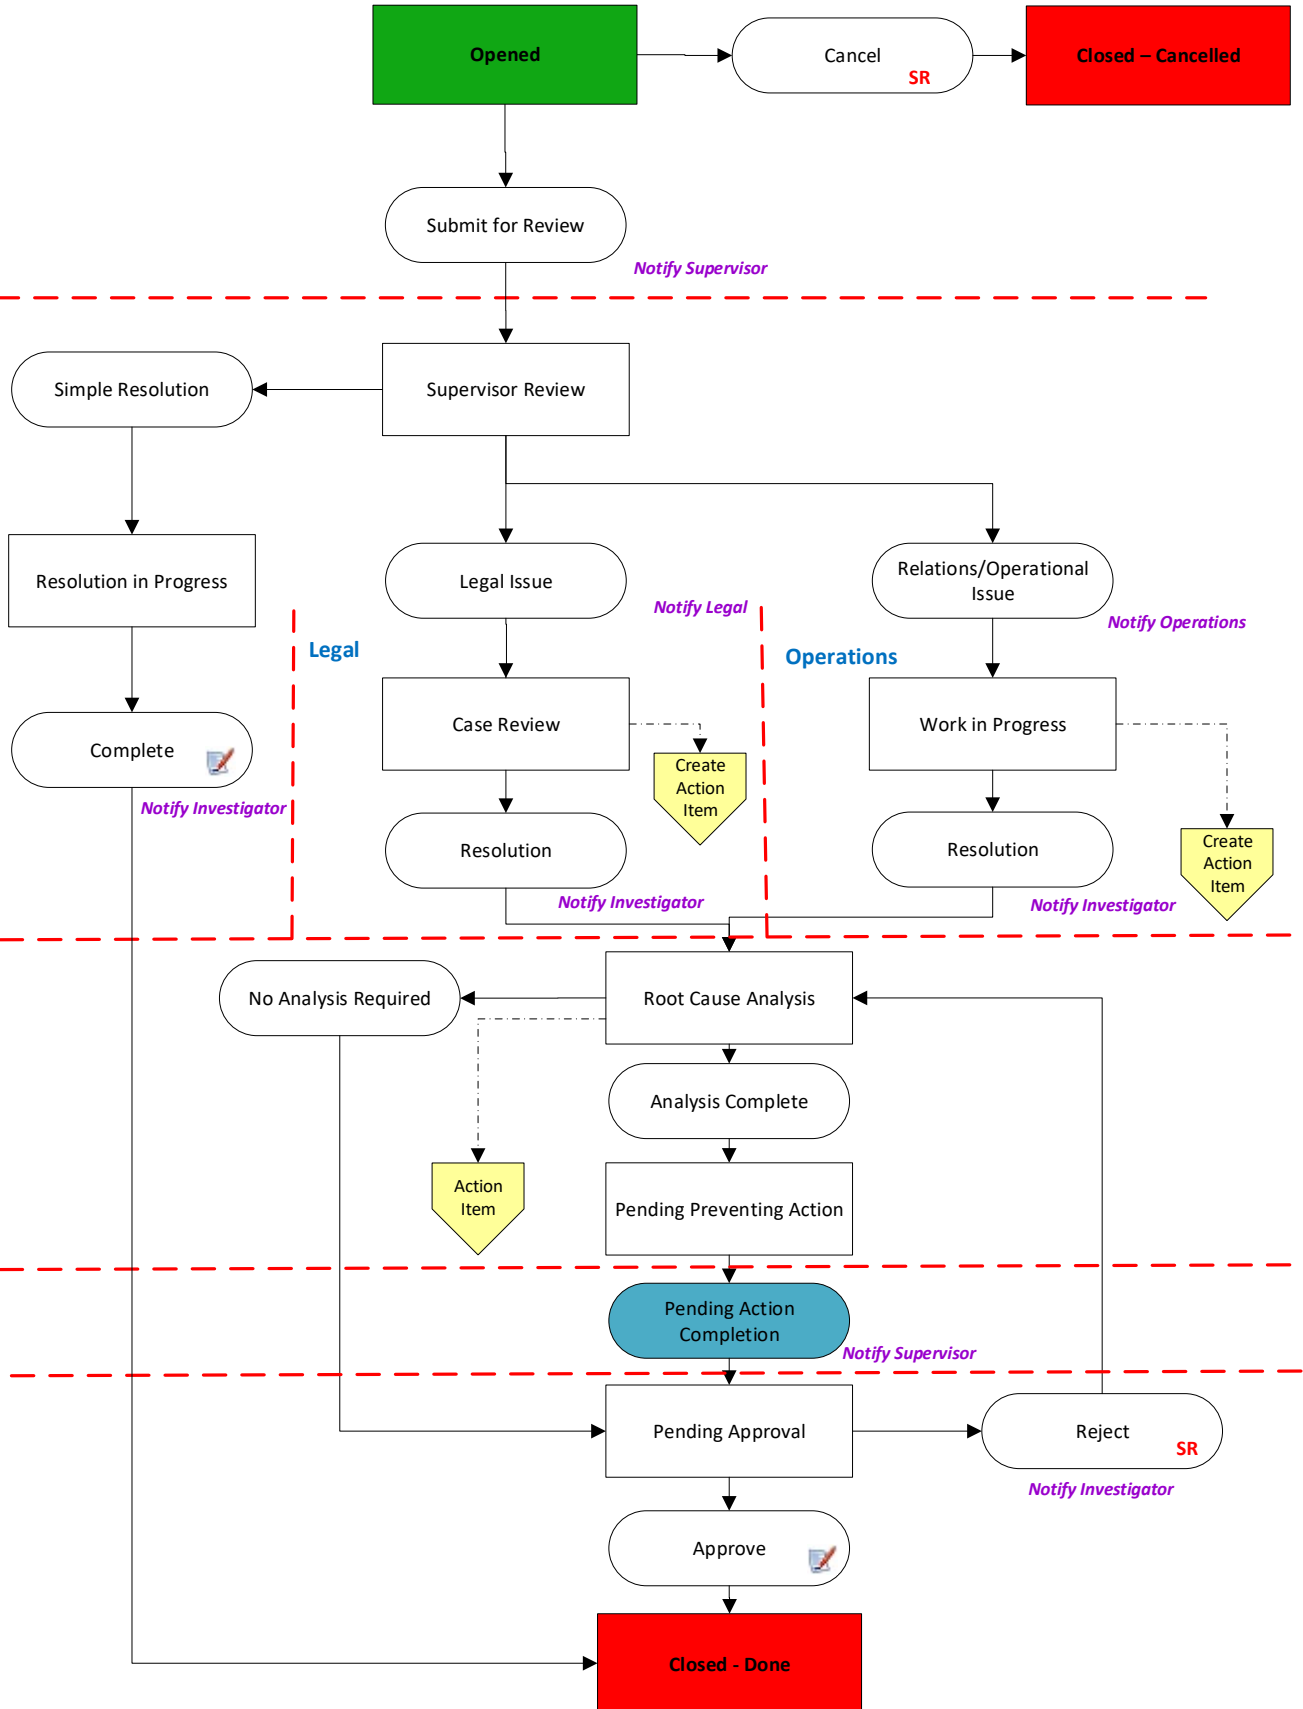 Opened
Cancel
SR
Closed – Cancelled
Submit for Review
Notify Supervisor
Simple Resolution
Supervisor Review
Resolution in Progress
Legal Issue
Notify Legal
Relations/Operational
Issue
Notify Operations
Legal
Operations
Complete
Notify Investigator
Case Review
Create
Action
Item
Work in Progress
Create
Action
Item
Resolution
Notify Investigator
Resolution
Notify Investigator
No Analysis Required
Root Cause Analysis
Analysis Complete
Action
Item
Pending Preventing Action
Pending Action
Completion
Notify Supervisor
Pending Approval
Reject
SR
Notify Investigator
Approve
Closed - Done